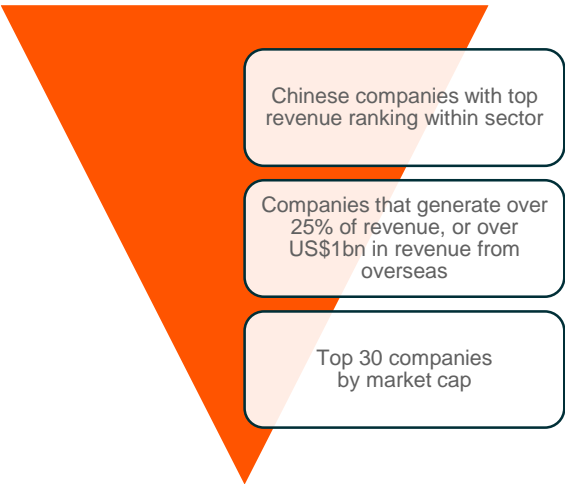 Chinese companies with top
revenue ranking within sector
Companies that generate over
25% of revenue, or over
US$1bn in revenue from
overseas
Top 30 companies
by market cap